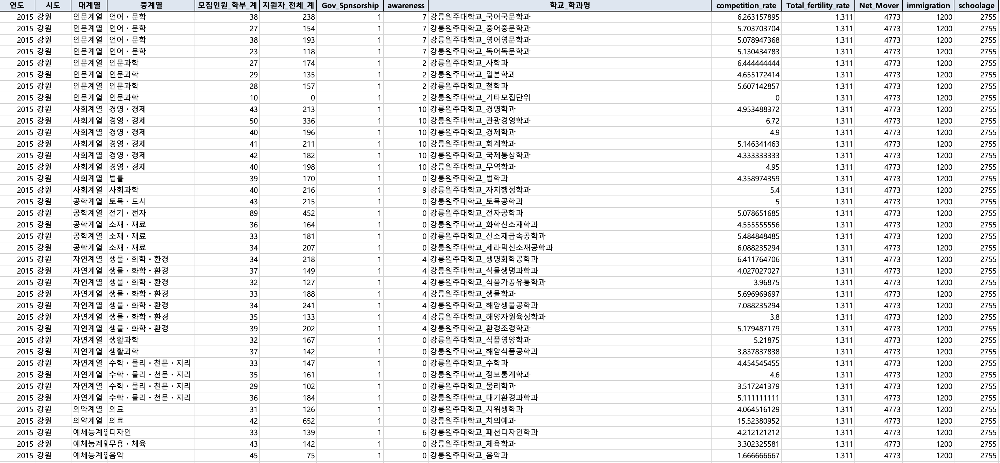 연도 시도 대계열 중계열 모집인원_학부_계 지원자_전체_계 Gov_Spnsorship awareness 학교_학과명 competition_rate Total_fertility_rate Net_Mover immigration schoolage
2015 강원 인문계열 언어・문학 38 238 1 7 강릉원주대학교_국어국문학과 6.263157895 1.311 4773 1200 2755
2015 강원 인문계열 언어・문학 27 154 1 7 강릉원주대학교_중어중문학과 5.703703704 1.311 4773 1200 2755
2015 강원 인문계열 언어・문학 38 193 1 7 강릉원주대학교_영어영문학과 5.078947368 1.311 4773 1200 2755
2015 강원 인문계열 언어・문학 23 118 1 7 강릉원주대학교_독어독문학과 5.130434783 1.311 4773 1200 2755
2015 강원 인문계열 인문과학 27 174 1 2 강릉원주대학교_사학과 6.444444444 1.311 4773 1200 2755
2015 강원 인문계열 인문과학 29 135 1 2 강릉원주대학교_일본학과 4.655172414 1.311 4773 1200 2755
2015 강원 인문계열 인문과학 28 157 1 2 강릉원주대학교_철학과 5.607142857 1.311 4773 1200 2755
2015 강원 인문계열 인문과학 10 0 1 2 강릉원주대학교_기타모집단위 0 1.311 4773 1200 2755
2015 강원 사회계열 경영・경제 43 213 1 10 강릉원주대학교_경영학과 4.953488372 1.311 4773 1200 2755
2015 강원 사회계열 경영・경제 50 336 1 10 강릉원주대학교_관광경영학과 6.72 1.311 4773 1200 2755
2015 강원 사회계열 경영・경제 40 196 1 10 강릉원주대학교_경제학과 4.9 1.311 4773 1200 2755
2015 강원 사회계열 경영・경제 41 211 1 10 강릉원주대학교_회계학과 5.146341463 1.311 4773 1200 2755
2015 강원 사회계열 경영・경제 42 182 1 10 강릉원주대학교_국제통상학과 4.333333333 1.311 4773 1200 2755
2015 강원 사회계열 경영・경제 40 198 1 10 강릉원주대학교_무역학과 4.95 1.311 4773 1200 2755
2015 강원 사회계열 법률 39 170 1 0 강릉원주대학교_법학과 4.358974359 1.311 4773 1200 2755
2015 강원 사회계열 사회과학 40 216 1 9 강릉원주대학교_자치행정학과 5.4 1.311 4773 1200 2755
2015 강원 공학계열 토목・도시 43 215 1 0 강릉원주대학교_토목공학과 5 1.311 4773 1200 2755
2015 강원 공학계열 전기・전자 89 452 1 0 강릉원주대학교_전자공학과 5.078651685 1.311 4773 1200 2755
2015 강원 공학계열 소재・재료 36 164 1 0 강릉원주대학교_화학신소재학과 4.555555556 1.311 4773 1200 2755
2015 강원 공학계열 소재・재료 33 181 1 0 강릉원주대학교_신소재금속공학과 5.484848485 1.311 4773 1200 2755
2015 강원 공학계열 소재・재료 34 207 1 0 강릉원주대학교_세라믹신소재공학과 6.088235294 1.311 4773 1200 2755
2015 강원 자연계열 생물・화학・환경 34 218 1 4 강릉원주대학교_생명화학공학과 6.411764706 1.311 4773 1200 2755
2015 강원 자연계열 생물・화학・환경 37 149 1 4 강릉원주대학교_식물생명과학과 4.027027027 1.311 4773 1200 2755
2015 강원 자연계열 생물・화학・환경 32 127 1 4 강릉원주대학교_식품가공유통학과 3.96875 1.311 4773 1200 2755
2015 강원 자연계열 생물・화학・환경 33 188 1 4 강릉원주대학교_생물학과 5.696969697 1.311 4773 1200 2755
2015 강원 자연계열 생물・화학・환경 34 241 1 4 강릉원주대학교_해양생물공학과 7.088235294 1.311 4773 1200 2755
2015 강원 자연계열 생물・화학・환경 35 133 1 4 강릉원주대학교_해양자원육성학과 3.8 1.311 4773 1200 2755
2015 강원 자연계열 생물・화학・환경 39 202 1 4 강릉원주대학교_환경조경학과 5.179487179 1.311 4773 1200 2755
2015 강원 자연계열 생활과학 32 167 1 0 강릉원주대학교_식품영양학과 5.21875 1.311 4773 1200 2755
2015 강원 자연계열 생활과학 37 142 1 0 강릉원주대학교_해양식품공학과 3.837837838 1.311 4773 1200 2755
2015 강원 자연계열 수학・물리・천문・지리 33 147 1 0 강릉원주대학교_수학과 4.454545455 1.311 4773 1200 2755
2015 강원 자연계열 수학・물리・천문・지리 35 161 1 0 강릉원주대학교_정보통계학과 4.6 1.311 4773 1200 2755
2015 강원 자연계열 수학・물리・천문・지리 29 102 1 0 강릉원주대학교_물리학과 3.517241379 1.311 4773 1200 2755
2015 강원 자연계열 수학・물리・천문・지리 36 184 1 0 강릉원주대학교_대기환경과학과 5.111111111 1.311 4773 1200 2755
2015 강원 의약계열 의료 31 126 1 0 강릉원주대학교_치위생학과 4.064516129 1.311 4773 1200 2755
2015 강원 의약계열 의료 42 652 1 0 강릉원주대학교_치의예과 15.52380952 1.311 4773 1200 2755
2015 강원 예체능계열 디자인 33 139 1 6 강릉원주대학교_패션디자인학과 4.212121212 1.311 4773 1200 2755
2015 강원 예체능계열 무용・체육 43 142 1 0 강릉원주대학교_체육학과 3.302325581 1.311 4773 1200 2755
2015 강원 예체능계열 음악 45 75 1 0 강릉원주대학교_음악과 1.666666667 1.311 4773 1200 2755